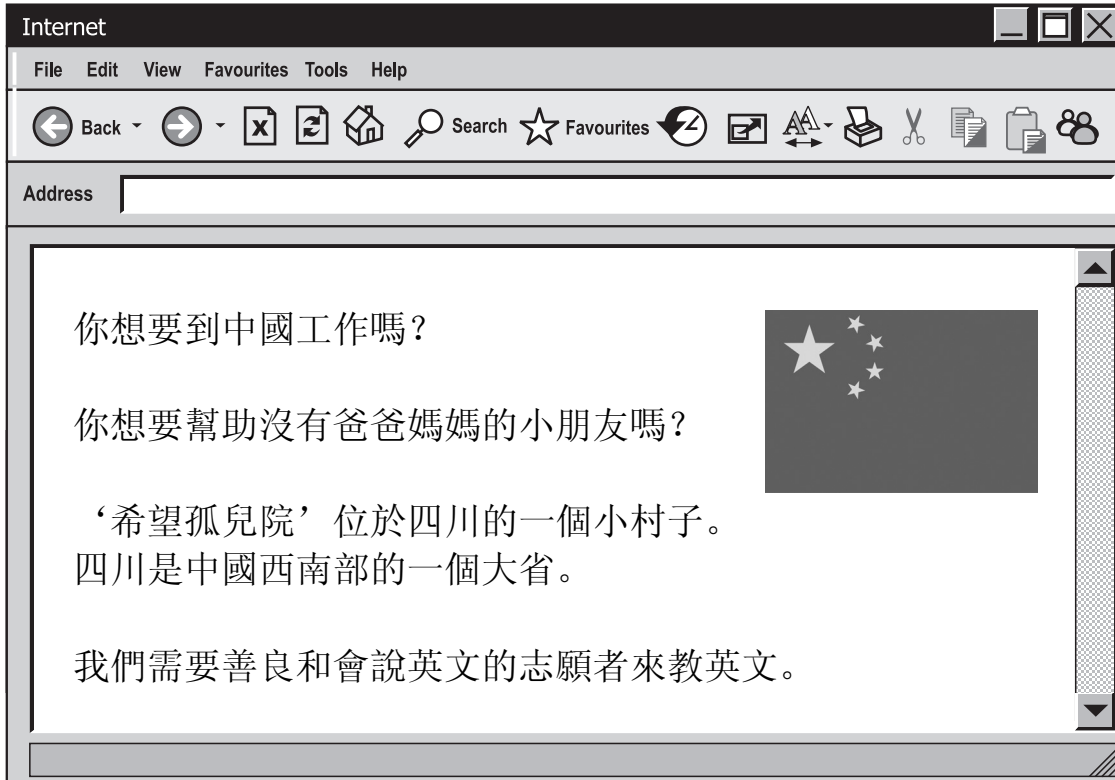 Internet
File Edit View Favourites Tools Help
Back Search Favourites
Address
你想要到中國工作嗎？
你想要幫助沒有爸爸媽媽的小朋友嗎？
‘希望孤兒院’位於四川的一個小村子。
四川是中國西南部的一個大省。
我們需要善良和會說英文的志願者來教英文。